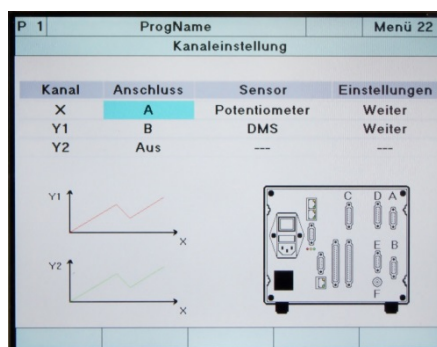 P 1 ProgName Menü 22
Kanaleinstellung
Kanal Anschluss Sensor Einstellungen
X A Potentiometer Weiter
Y1 B DMS Weiter
Y2 Aus --- ---
Y1
X
Y2
X
C D A
E B
F